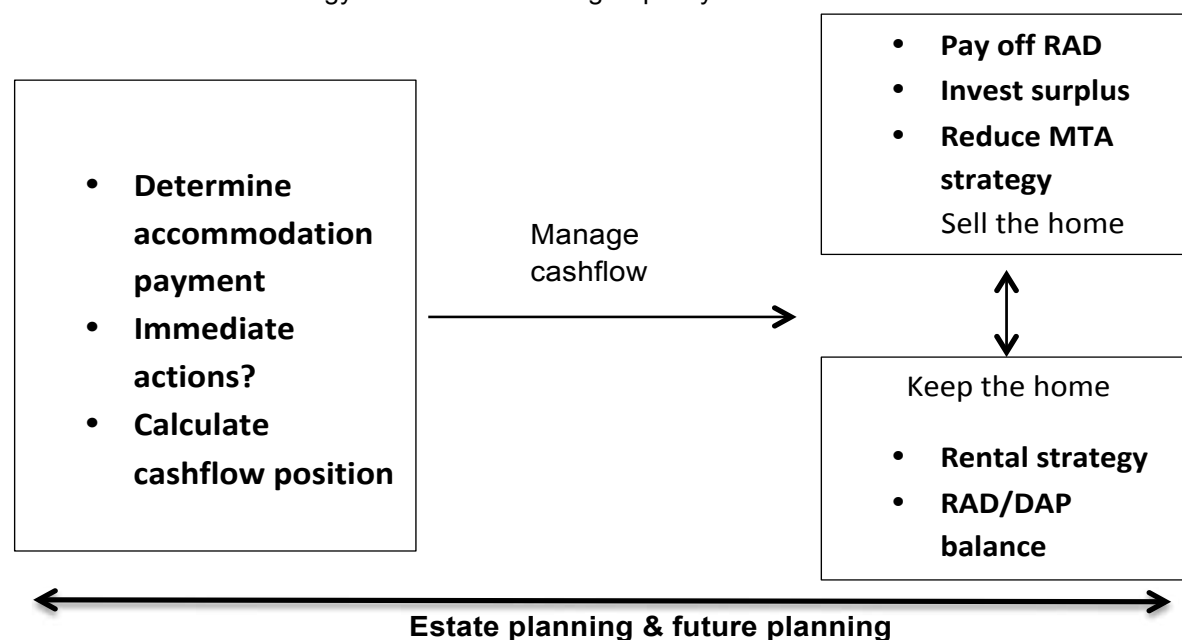 • Pay off RAD
• Invest surplus
• Reduce MTA
strategy
Sell the home
• Determine
accommodation
payment
• Immediate
actions?
• Calculate
cashflow position
Manage
cashflow
Keep the home
• Rental strategy
• RAD/DAP
balance
Estate planning & future planning